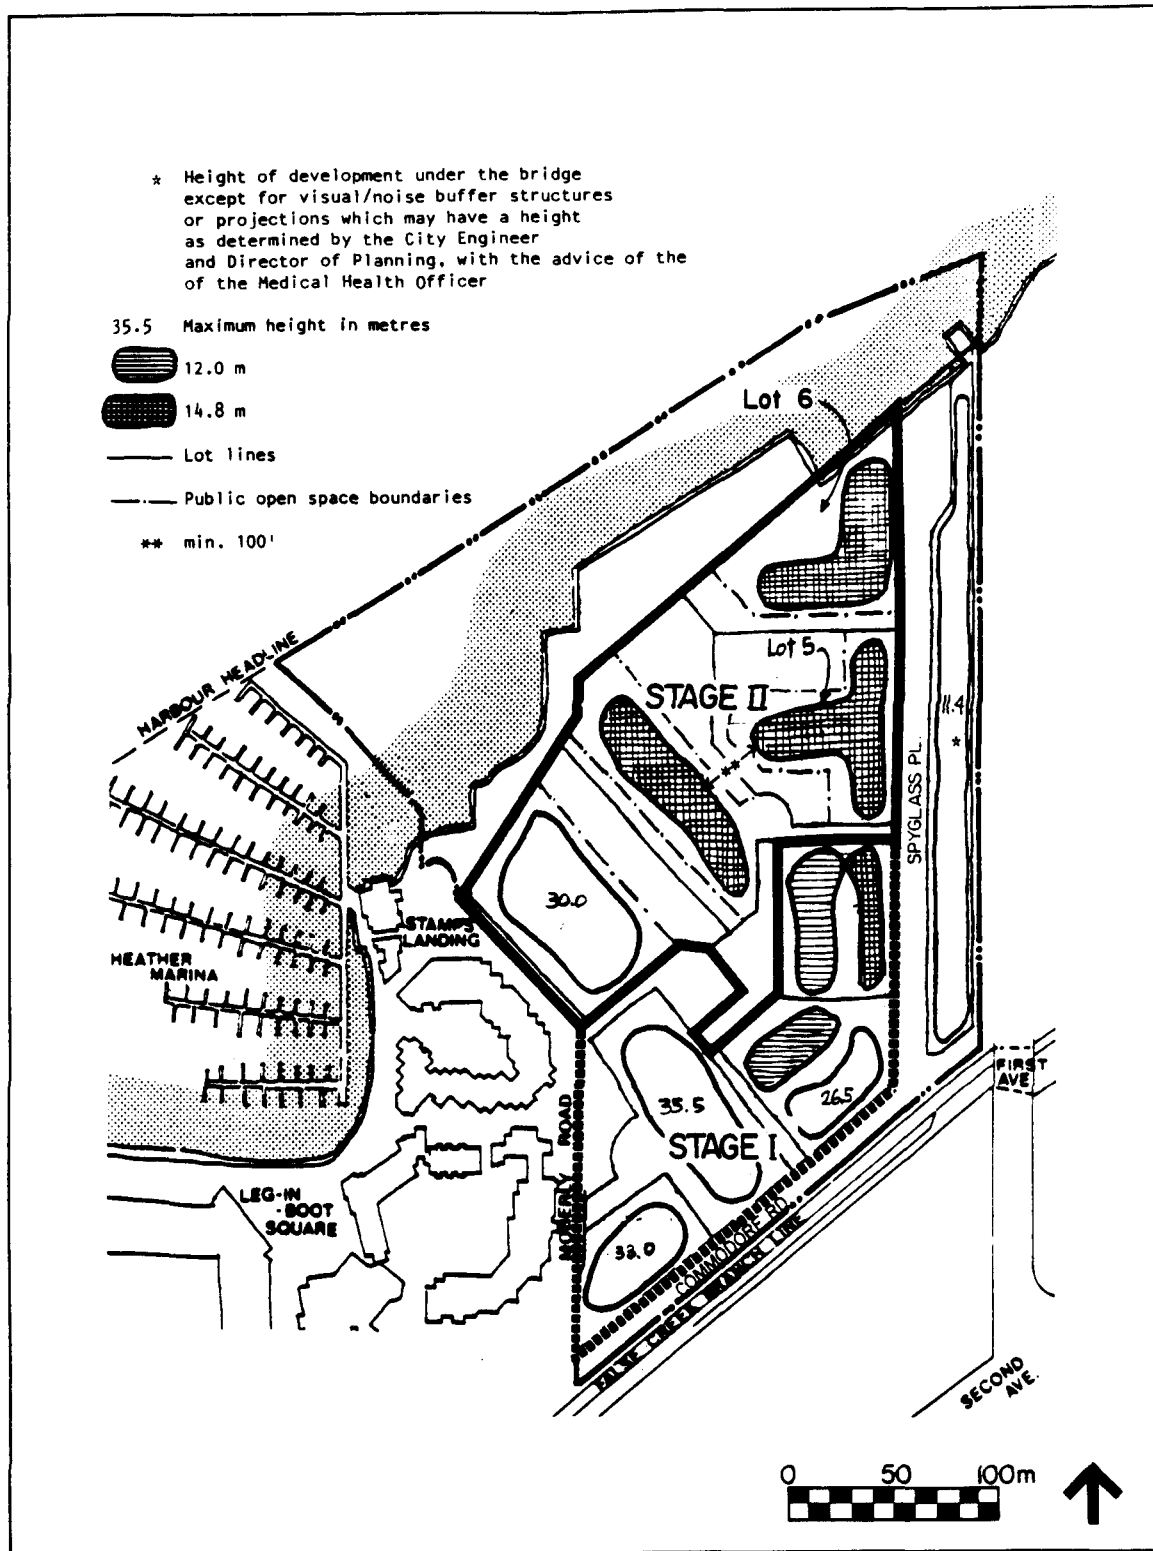 * Height of development under the bridge
except for visual/noise buffer structures
or projections which may have a height
as determined by the City Engineer
and Director of Planning, with the advice of the
of the Medical Health Officer
35.5 Maximum height in metres
12.0 m
14.8 m
Lot lines
Public open space boundaries
** min. 100'
Lot 6
HARBOUR HEADLINE
Lot 5
STAGE II
11.4
*
**
SPYGLASS PL.
30.0
STAMPS
LANDING
HEATHER
MARINA
FIRST
AVE
26.5
35.5
STAGE I
MOBERLY ROAD
LEG-IN
-BOOT
SQUARE
33.0
COMMODORE RD.
FALSE CREEK BRANCH LINE
SECOND
AVE.
0 50 100m